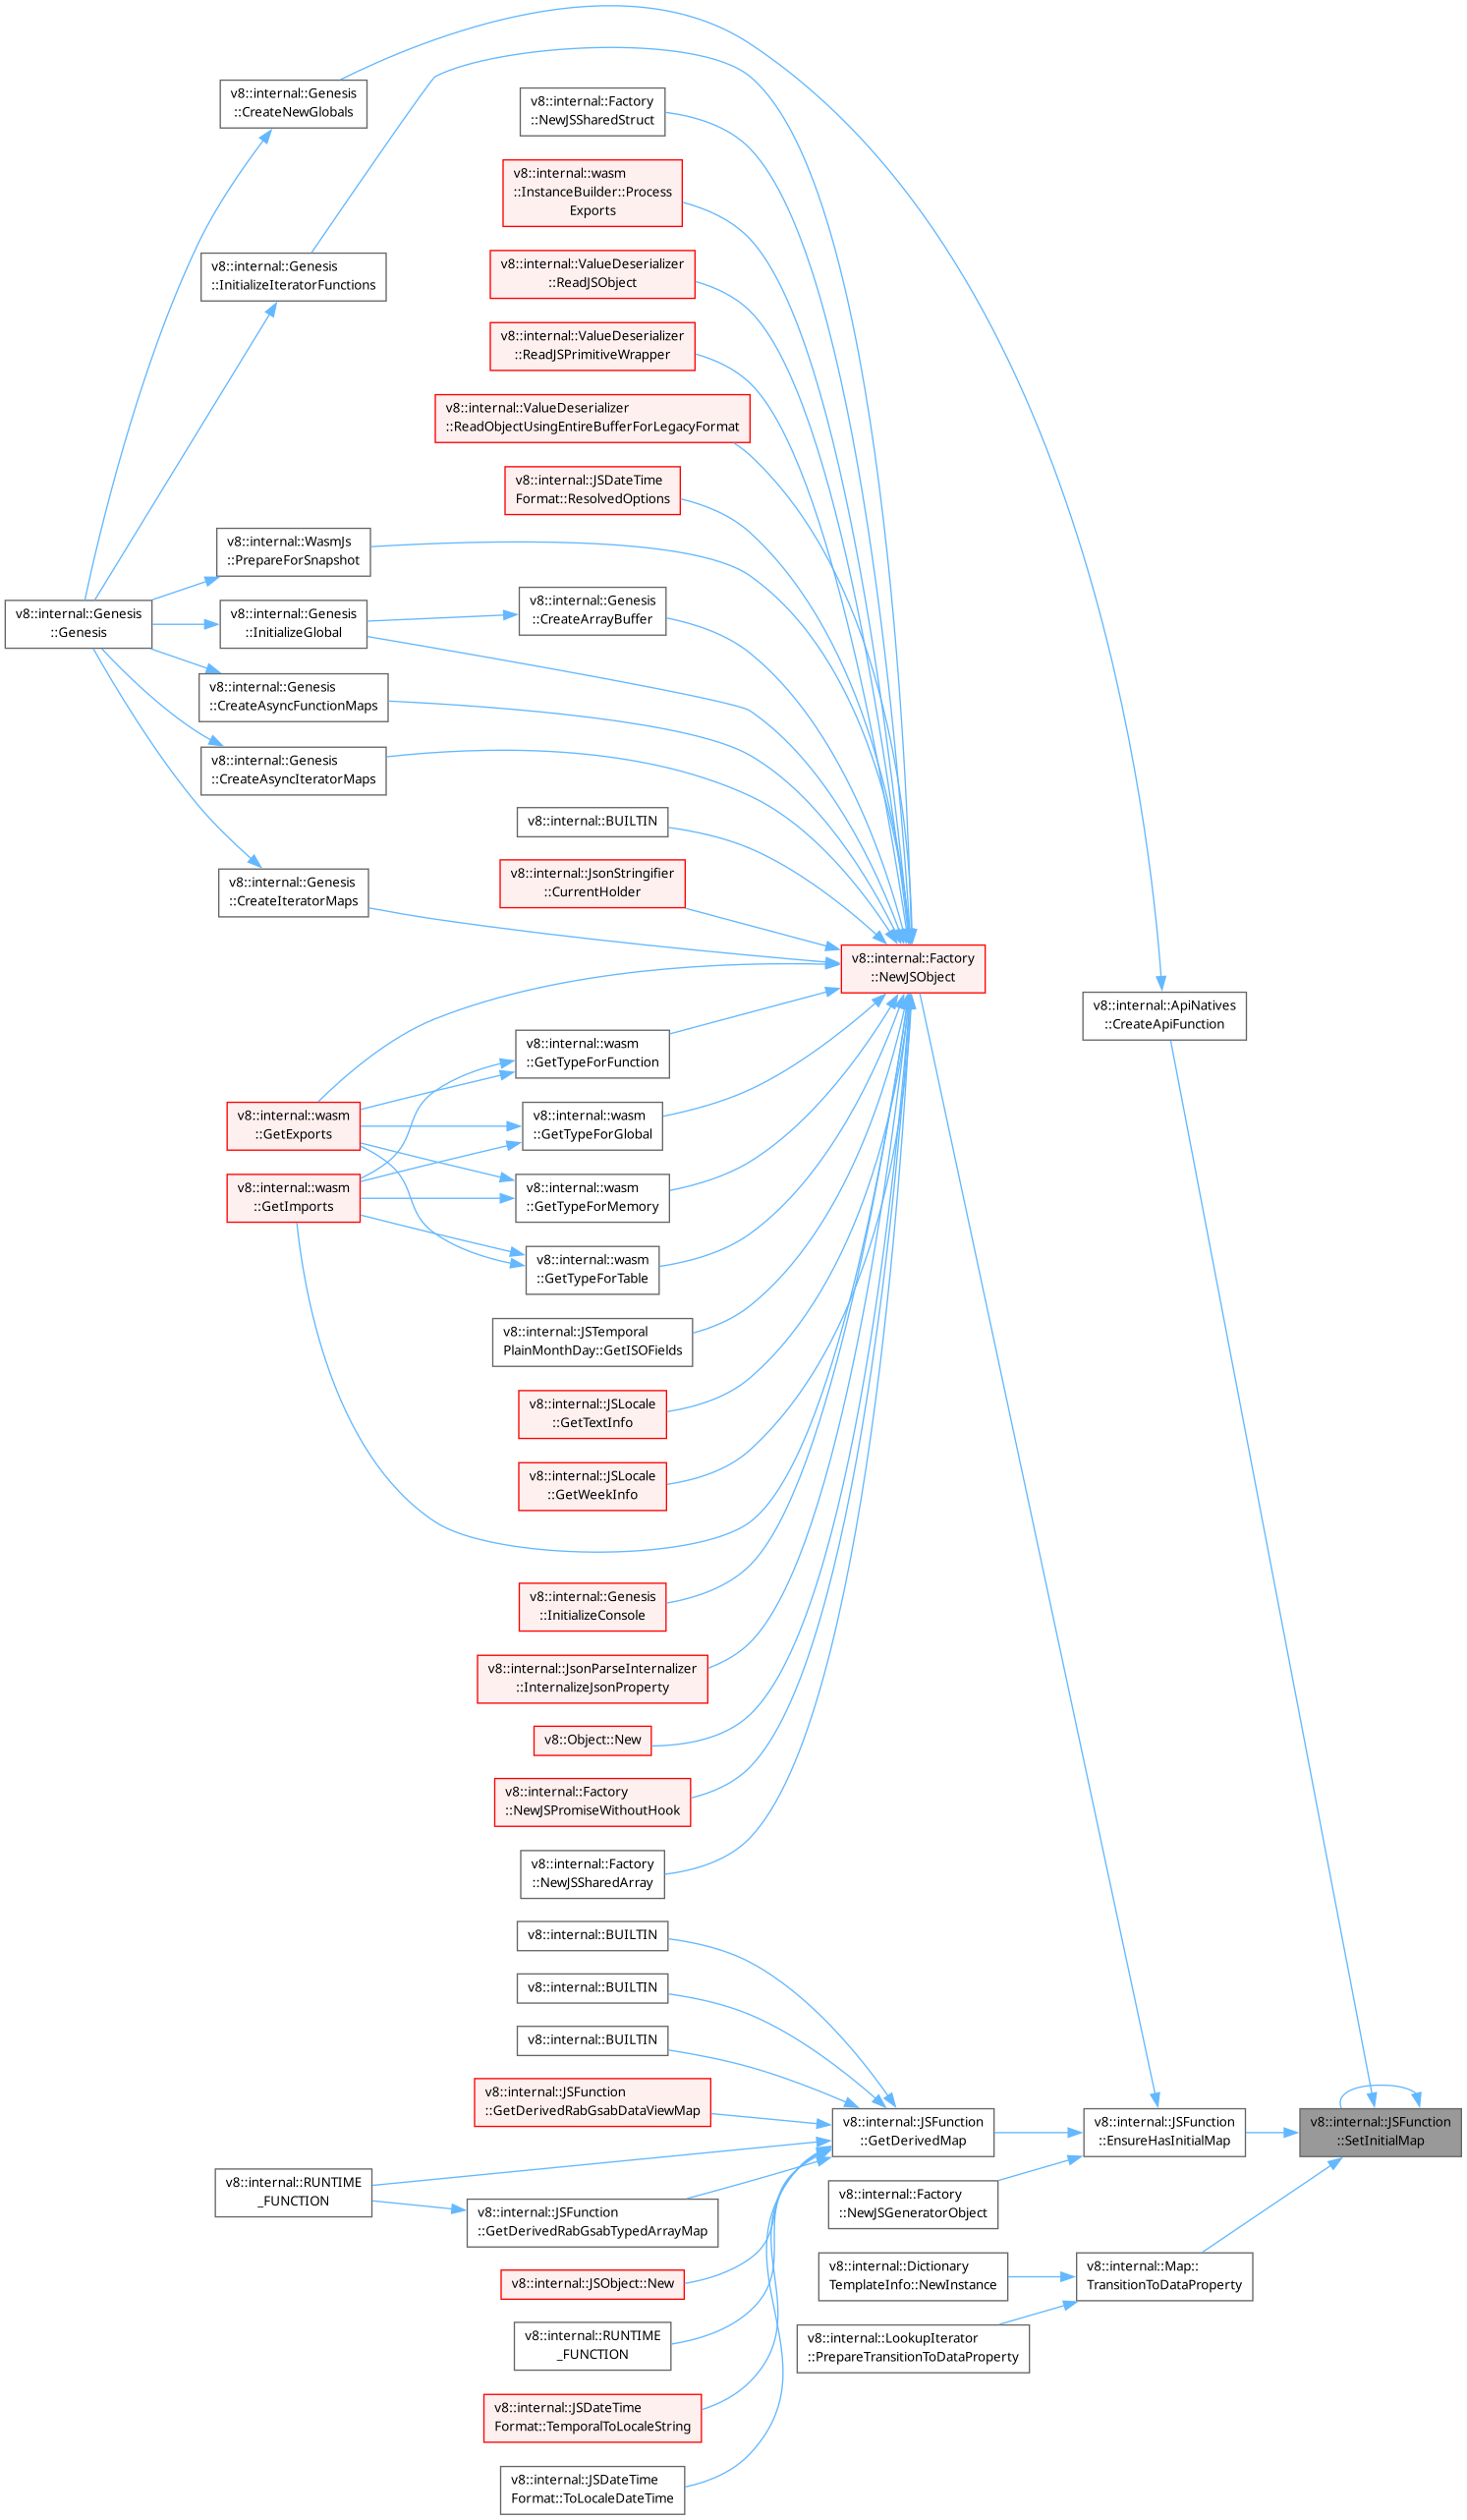 v8::internal::Genesis
::CreateNewGlobals
v8::internal::Factory
::NewJSSharedStruct
v8::internal::wasm
::InstanceBuilder::Process
Exports
v8::internal::Genesis
::InitializeIteratorFunctions
v8::internal::ValueDeserializer
::ReadJSObject
v8::internal::ValueDeserializer
::ReadJSPrimitiveWrapper
v8::internal::ValueDeserializer
::ReadObjectUsingEntireBufferForLegacyFormat
v8::internal::JSDateTime
Format::ResolvedOptions
v8::internal::WasmJs
::PrepareForSnapshot
v8::internal::Genesis
::Genesis
v8::internal::Genesis
::InitializeGlobal
v8::internal::Genesis
::CreateArrayBuffer
v8::internal::Genesis
::CreateAsyncFunctionMaps
v8::internal::Genesis
::CreateAsyncIteratorMaps
v8::internal::BUILTIN
v8::internal::JsonStringifier
::CurrentHolder
v8::internal::Genesis
::CreateIteratorMaps
v8::internal::Factory
::NewJSObject
v8::internal::ApiNatives
::CreateApiFunction
v8::internal::wasm
::GetTypeForFunction
v8::internal::wasm
::GetExports
v8::internal::wasm
::GetTypeForGlobal
v8::internal::wasm
::GetImports
v8::internal::wasm
::GetTypeForMemory
v8::internal::wasm
::GetTypeForTable
v8::internal::JSTemporal
PlainMonthDay::GetISOFields
v8::internal::JSLocale
::GetTextInfo
v8::internal::JSLocale
::GetWeekInfo
v8::internal::Genesis
::InitializeConsole
v8::internal::JsonParseInternalizer
::InternalizeJsonProperty
v8::Object::New
v8::internal::Factory
::NewJSPromiseWithoutHook
v8::internal::Factory
::NewJSSharedArray
v8::internal::BUILTIN
v8::internal::BUILTIN
v8::internal::BUILTIN
v8::internal::JSFunction
::GetDerivedRabGsabDataViewMap
v8::internal::JSFunction
::GetDerivedMap
v8::internal::JSFunction
::EnsureHasInitialMap
v8::internal::JSFunction
::SetInitialMap
v8::internal::RUNTIME
_FUNCTION
v8::internal::JSFunction
::GetDerivedRabGsabTypedArrayMap
v8::internal::Factory
::NewJSGeneratorObject
v8::internal::JSObject::New
v8::internal::Dictionary
TemplateInfo::NewInstance
v8::internal::Map::
TransitionToDataProperty
v8::internal::RUNTIME
_FUNCTION
v8::internal::LookupIterator
::PrepareTransitionToDataProperty
v8::internal::JSDateTime
Format::TemporalToLocaleString
v8::internal::JSDateTime
Format::ToLocaleDateTime